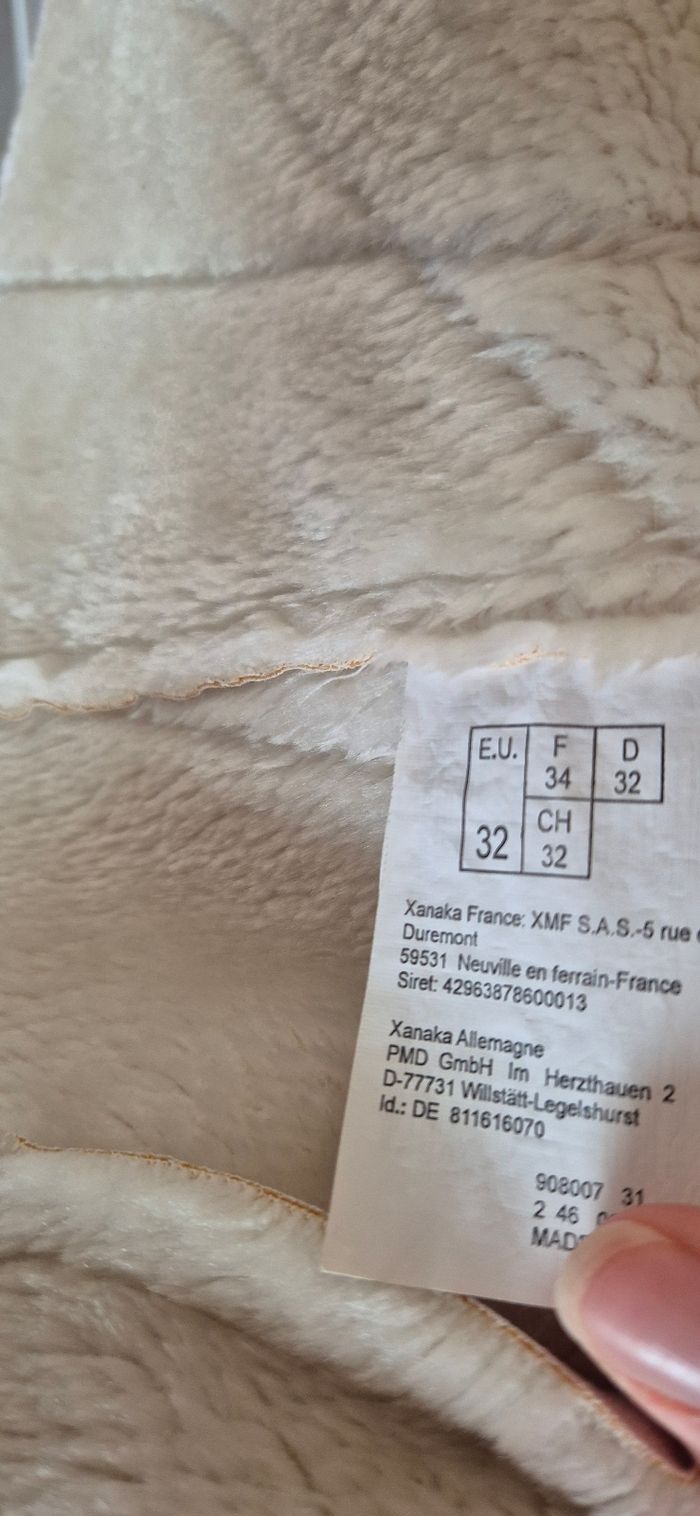 E.U. F D
34 32
32 CH
32
Xanaka France: XMF S.A.S.-5 rue
Duremont
59531 Neuville en ferrain-France
Siret: 42963878600013
Xanaka Allemagne
PMD GmbH Im Herzthauen 2
D-77731 Willstätt-Legelshurst
Id.: DE 811616070
908007 31
2 46